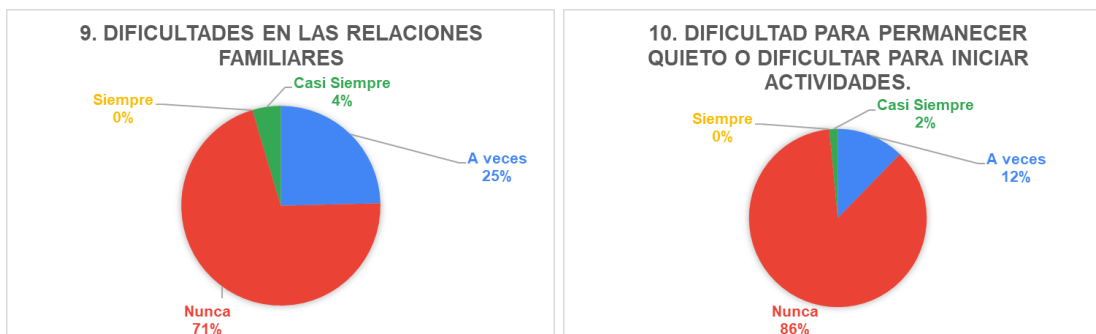 9. DIFICULTADES EN LAS RELACIONES
FAMILIARES
Casi Siempre
4%
Siempre
0%
A veces
25%
Nunca
71%
10. DIFICULTAD PARA PERMANECER
QUIETO O DIFICULTAR PARA INICIAR
ACTIVIDADES.
Casi Siempre
2%
Siempre
0%
A veces
12%
Nunca
86%